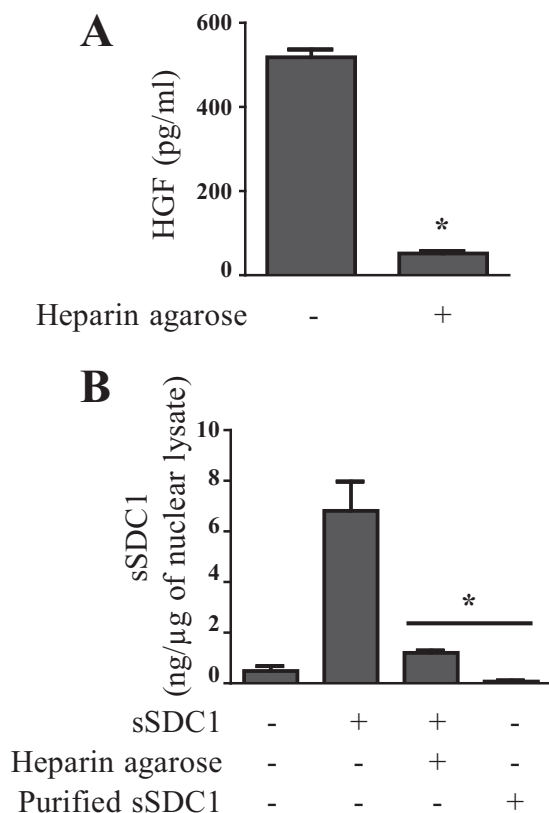 A
HGF (pg/ml)
600
400
200
0
*
Heparin agarose - +
B
sSDC1
(ng/µg of nuclear lysate)
10
8
6
4
2
0
*
sSDC1 - + + -
Heparin agarose - - + -
Purified sSDC1 - - - +